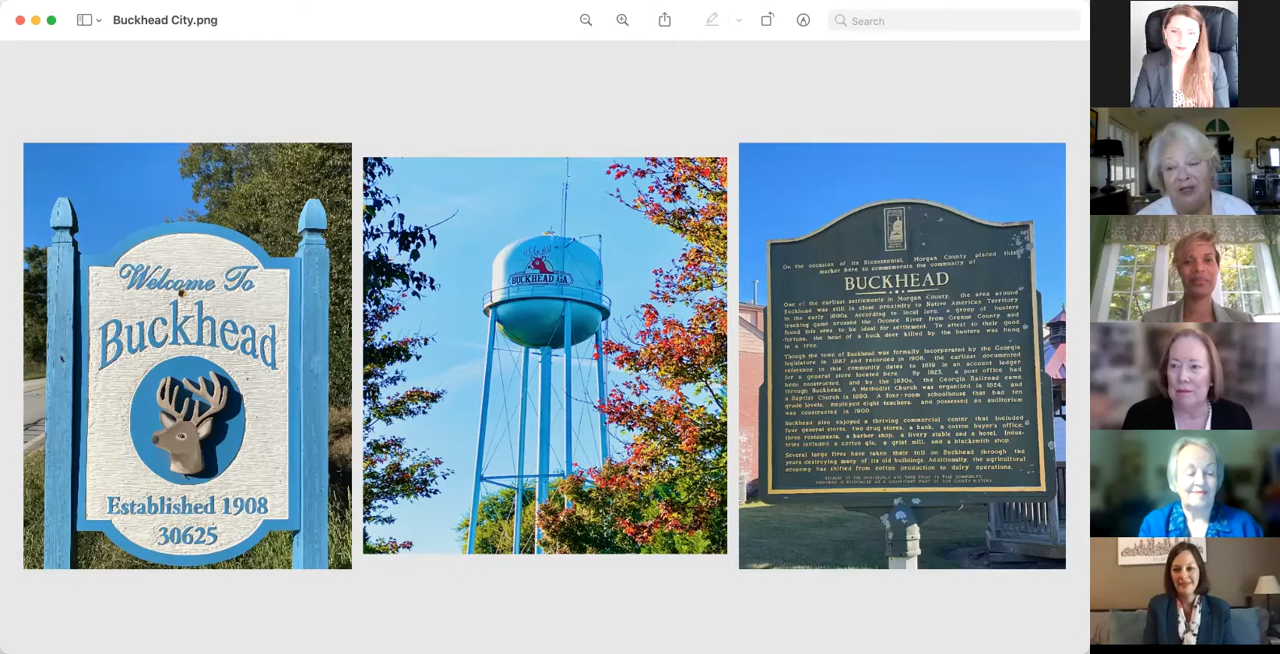 Buckhead City.png
Search
Welcome To
Buckhead
Established 1908
30625
BUCKHEAD GA
On the occasion of its Bicentennial, Morgan County placed this
marker here to commemorate the community of
BUCKHEAD
One of the earliest settlements in Morgan County, the area around
Buckhead was still in close proximity to Native American Territory
in the early 1800s. According to local lore, a group of hunters
tracking game crossed the Oconee River from Greene County and
found this area to be ideal for settlement. To attest to their good
fortune, the head of a buck deer killed by the hunters was hung
in a tree.
Though the town of Buckhead was formally incorporated by the Georgia
legislature in 1887 and recorded in 1908, the earliest documented
reference to this community dates to 1819 in an account ledger
for a general store located here. By 1823, a post office had
been constructed, and by the 1830s, the Georgia Railroad came
through Buckhead. A Methodist Church was organized in 1824, and
a Baptist Church in 1890. A four-room schoolhouse that had ten
grade levels, employed eight teachers, and possessed an auditorium
was constructed in 1900.
Buckhead also enjoyed a thriving commercial center that included
four general stores, two drug stores, a bank, a cotton buyer's office,
three restaurants, a barber shop, a livery stable and a hotel. Indus-
tries included a cotton gin, a grist mill, and a blacksmith shop.
Several large fires have taken their toll on Buckhead through the
years destroying many of its old buildings. Additionally, the agricultural
economy has shifted from cotton production to dairy operations.